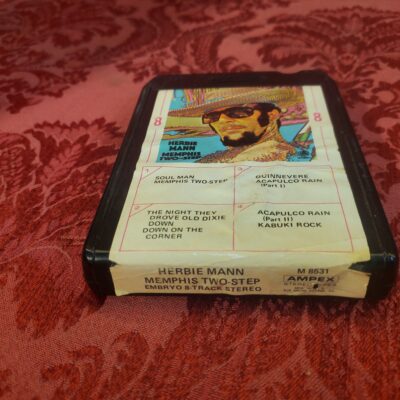 8
8
HERBIE
MANN
MEMPHIS
TWO-STEP
1
SOUL MAN
MEMPHIS TWO-STEP
2
GUINNEVERE
ACAPULCO RAIN
(Part I)
3
THE NIGHT THEY
DROVE OLD DIXIE
DOWN
DOWN ON THE
CORNER
4
ACAPULCO RAIN
(Part II)
KABUKI ROCK
HERBIE MANN
MEMPHIS TWO-STEP
EMBRYO 8-TRACK STEREO
M 8531
AMPEX
STEREO